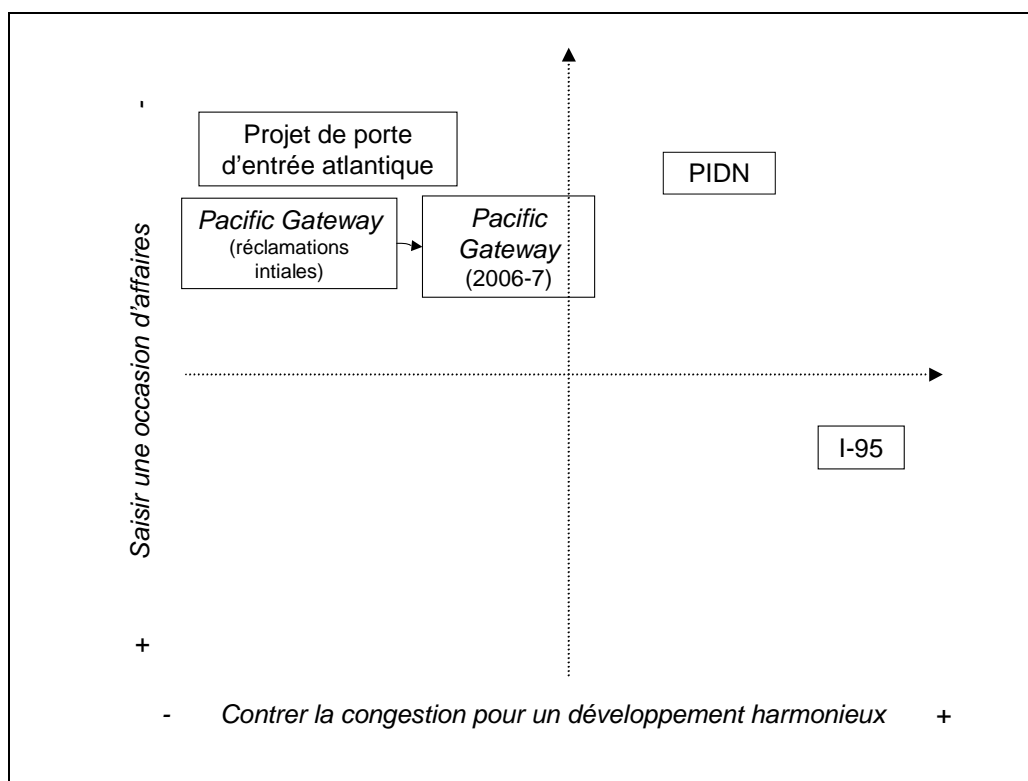 -
Projet de porte
d'entrée atlantique
PIDN
Pacific Gateway
(réclamations
intiales)
Pacific
Gateway
(2006-7)
Saisir une occasion d'affaires
I-95
+
- Contrer la congestion pour un développement harmonieux +